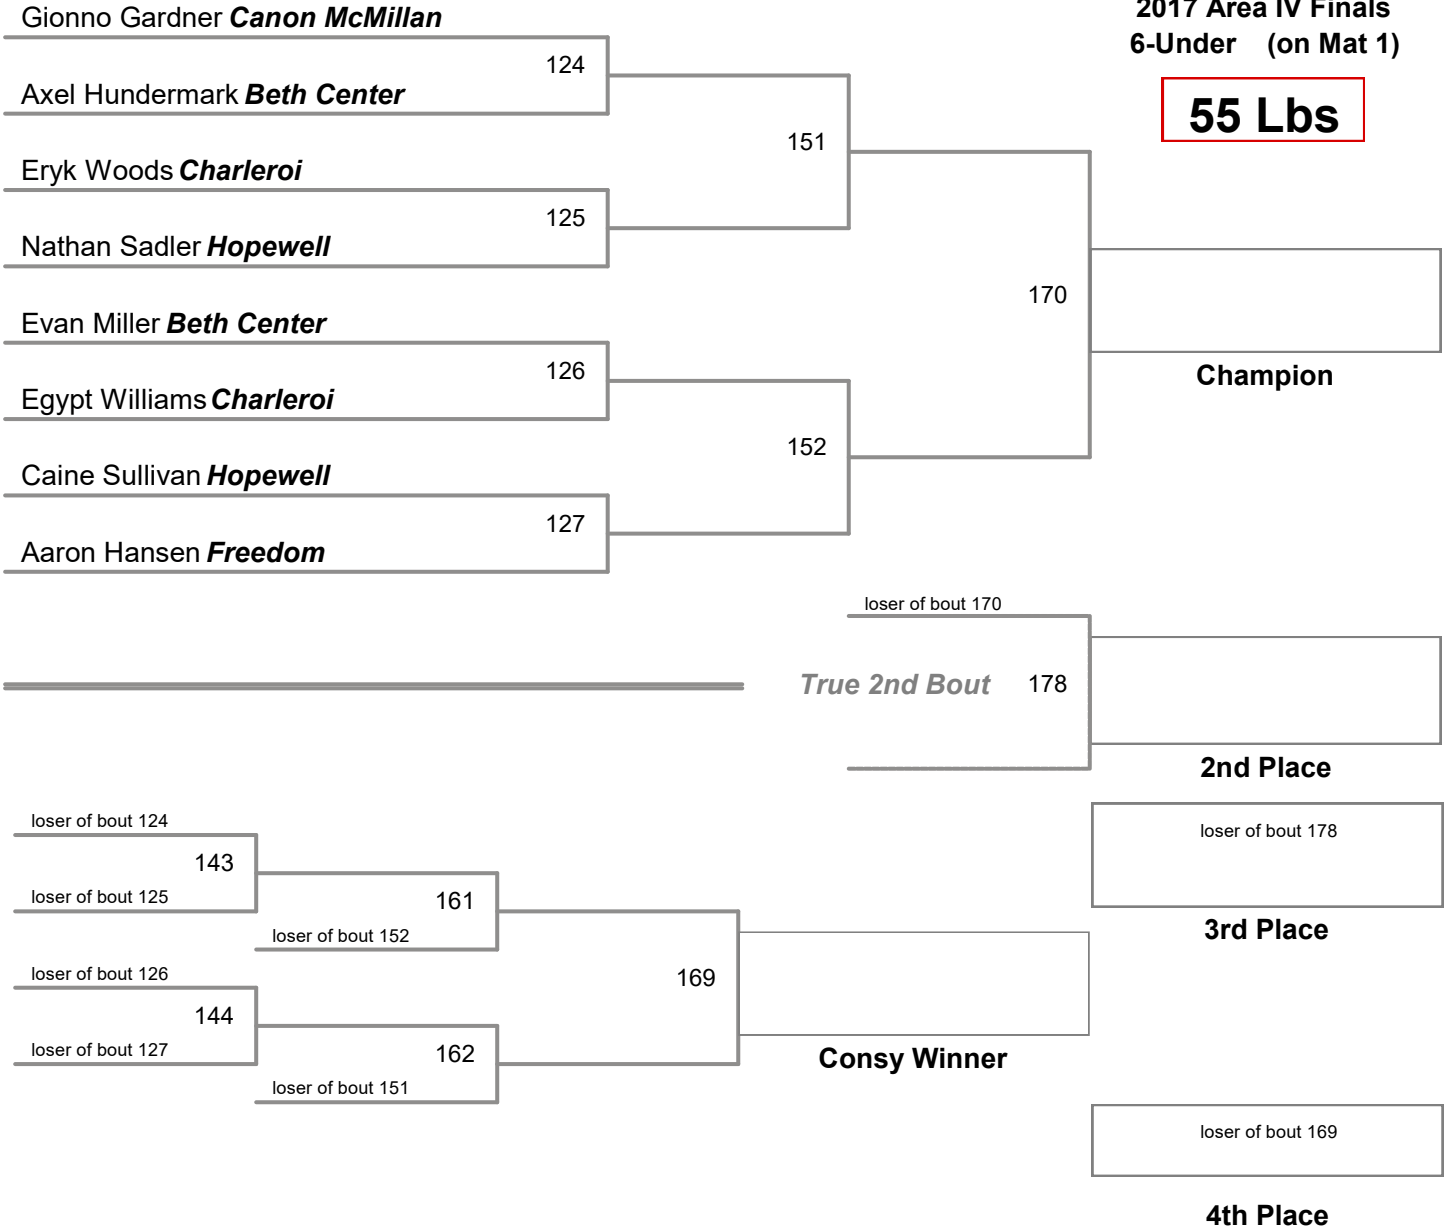 2017 Area IV Finals
6-Under (on Mat 1)
55 Lbs
Gionno Gardner Canon McMillan
124
Axel Hundermark Beth Center
151
Eryk Woods Charleroi
125
Nathan Sadler Hopewell
170
Evan Miller Beth Center
126
Egypt Williams Charleroi
152
Caine Sullivan Hopewell
127
Aaron Hansen Freedom
Champion
loser of bout 170
True 2nd Bout 178
2nd Place
loser of bout 124
143
loser of bout 125
161
loser of bout 152
loser of bout 126
144
loser of bout 127
162
loser of bout 151
169
Consy Winner
loser of bout 178
3rd Place
loser of bout 169
4th Place